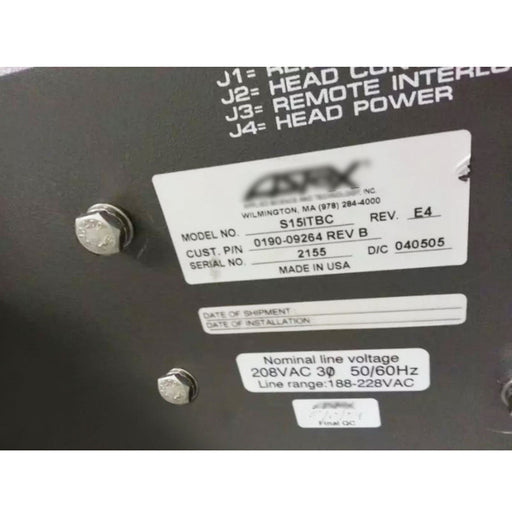 J1=
J2= HEAD
J3= REMOTE
J4= HEAD POWER
WILMINGTON, MA (978) 284-4000
MODEL NO. S15ITBC REV. E4
CUST. P/N 0190-09264 REV B
SERIAL NO. 2155 D/C 040505
MADE IN USA
DATE OF SHIPMENT
DATE OF INSTALLATION
Nominal line voltage
208VAC 3Ø 50/60Hz
Line range:188-228VAC
Final QC